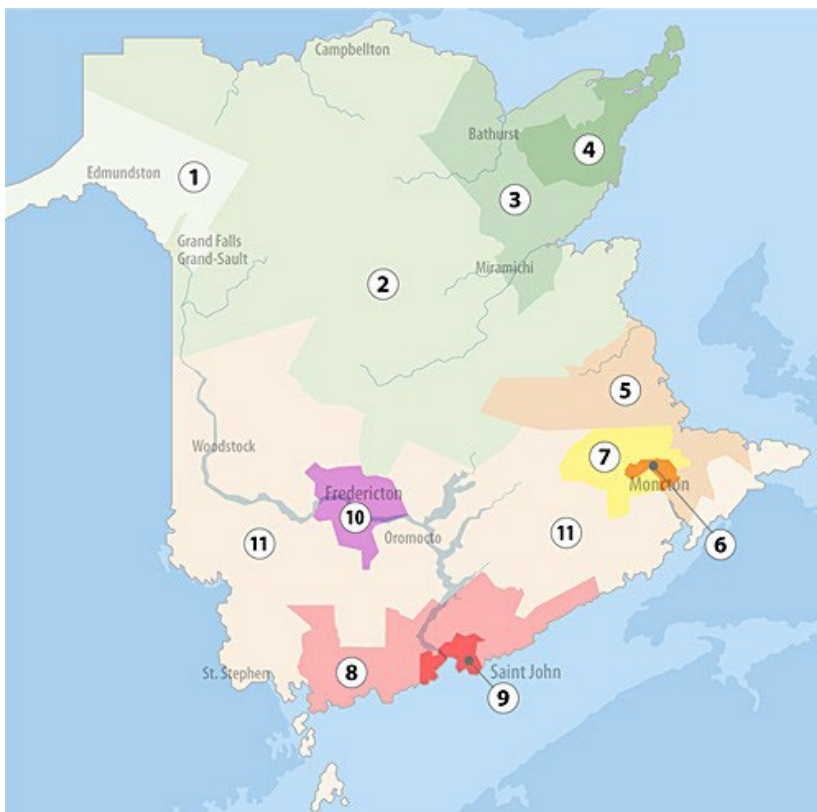 Campbellton
Bathurst
4
Edmundston
1
3
Grand Falls
Grand-Sault
Miramichi
2
5
Woodstock
7
Moncton
Fredericton
10
Oromocto
11
11
6
St. Stephen
8
Saint John
9